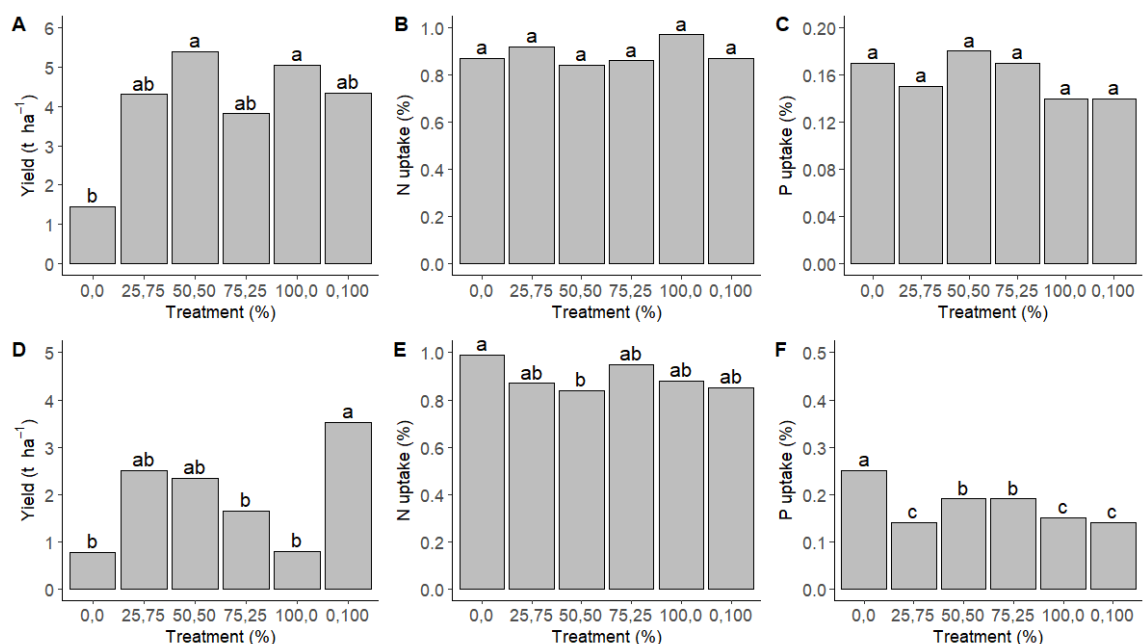 A
Yield (t ha⁻¹)
6
5
4
3
2
1
0
b
ab
a
ab
a
ab
0,0
25,75
50,50
75,25
100,0
0,100
Treatment (%)
B
N uptake (%)
1.0
0.8
0.6
0.4
0.2
0.0
a
a
a
a
a
a
0,0
25,75
50,50
75,25
100,0
0,100
Treatment (%)
C
P uptake (%)
0.20
0.16
0.12
0.08
0.04
0.00
a
a
a
a
a
a
0,0
25,75
50,50
75,25
100,0
0,100
Treatment (%)
D
Yield (t ha⁻¹)
5
4
3
2
1
0
b
ab
ab
b
b
a
0,0
25,75
50,50
75,25
100,0
0,100
Treatment (%)
E
N uptake (%)
1.0
0.8
0.6
0.4
0.2
0.0
a
ab
b
ab
ab
ab
0,0
25,75
50,50
75,25
100,0
0,100
Treatment (%)
F
P uptake (%)
0.5
0.4
0.3
0.2
0.1
0.0
a
c
b
b
c
c
0,0
25,75
50,50
75,25
100,0
0,100
Treatment (%)